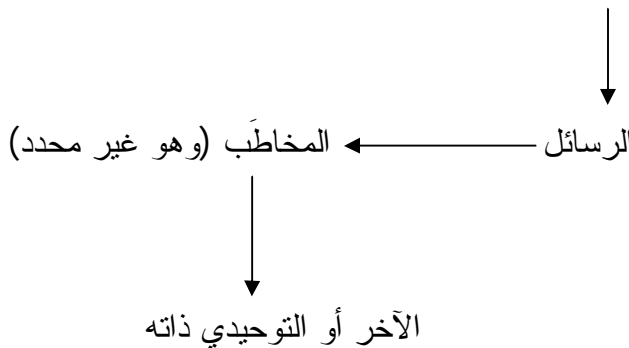 الرسائل المخاطَب (وهو غير محدد)
الآخر أو التوحيدي ذاته